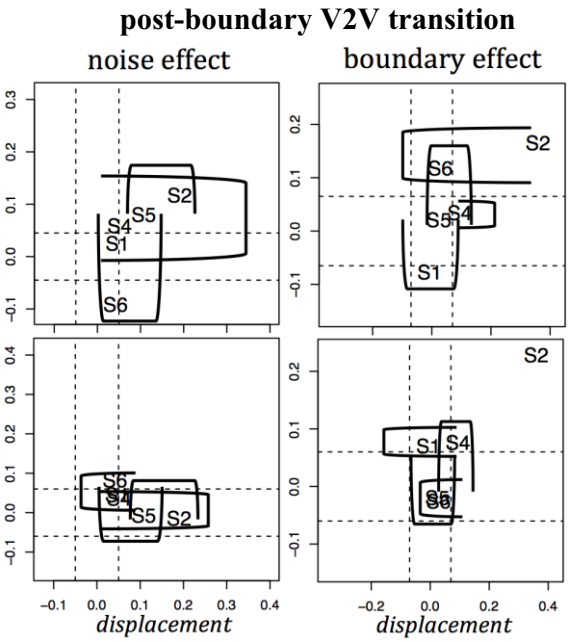 post-boundary V2V transition
noise effect
boundary effect
0.3
0.2
0.1
0.0
−0.1
S2
S5
S4
S1
S6
0.2
0.1
0.0
−0.1
S2
S6
S5
S4
S1
0.4
0.3
0.2
0.1
0.0
−0.1
S6
S4
S5
S2
−0.1 0.0 0.1 0.2 0.3 0.4
displacement
0.2
0.1
0.0
−0.1
S2
S1
S4
S5
S6
−0.2 0.0 0.2 0.4
displacement